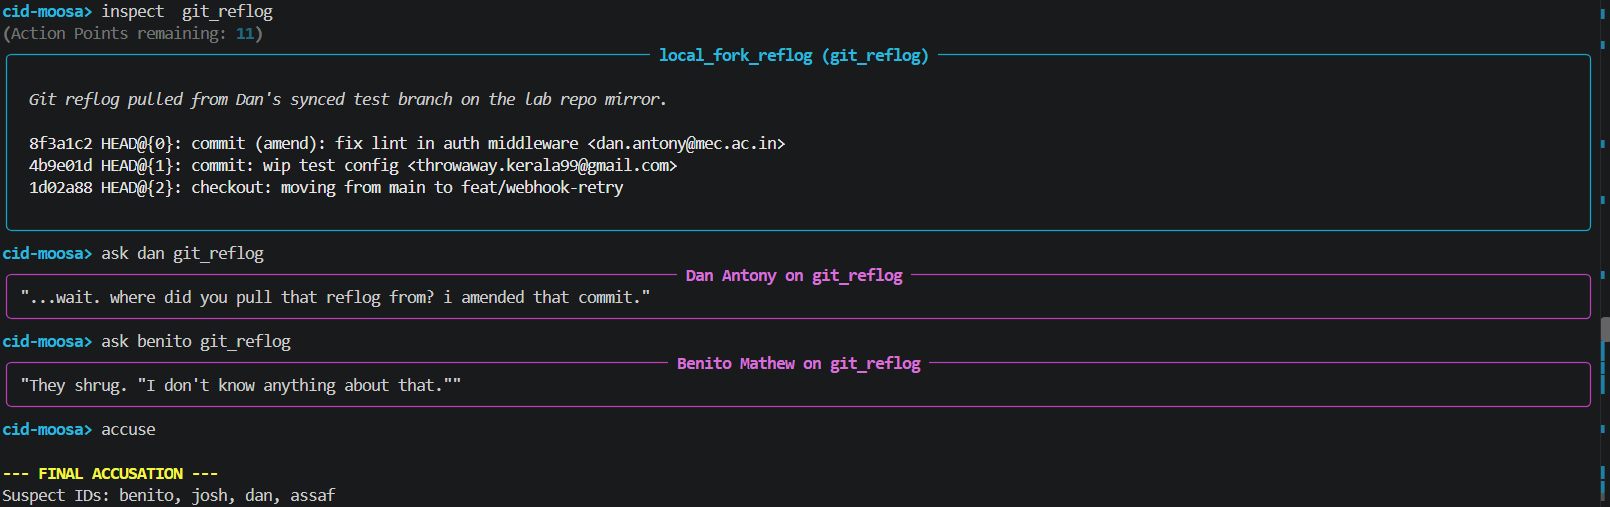 cid-moosa> inspect  git_reflog
(Action Points remaining: 11)
local_fork_reflog (git_reflog)
Git reflog pulled from Dan's synced test branch on the lab repo mirror.
8f3a1c2 HEAD@{0}: commit (amend): fix lint in auth middleware <dan.antony@mec.ac.in>
4b9e01d HEAD@{1}: commit: wip test config <throwaway.kerala99@gmail.com>
1d02a88 HEAD@{2}: checkout: moving from main to feat/webhook-retry
cid-moosa> ask dan git_reflog
Dan Antony on git_reflog
"...wait. where did you pull that reflog from? i amended that commit."
cid-moosa> ask benito git_reflog
Benito Mathew on git_reflog
"They shrug. "I don't know anything about that.""
cid-moosa> accuse
--- FINAL ACCUSATION ---
Suspect IDs: benito, josh, dan, assaf